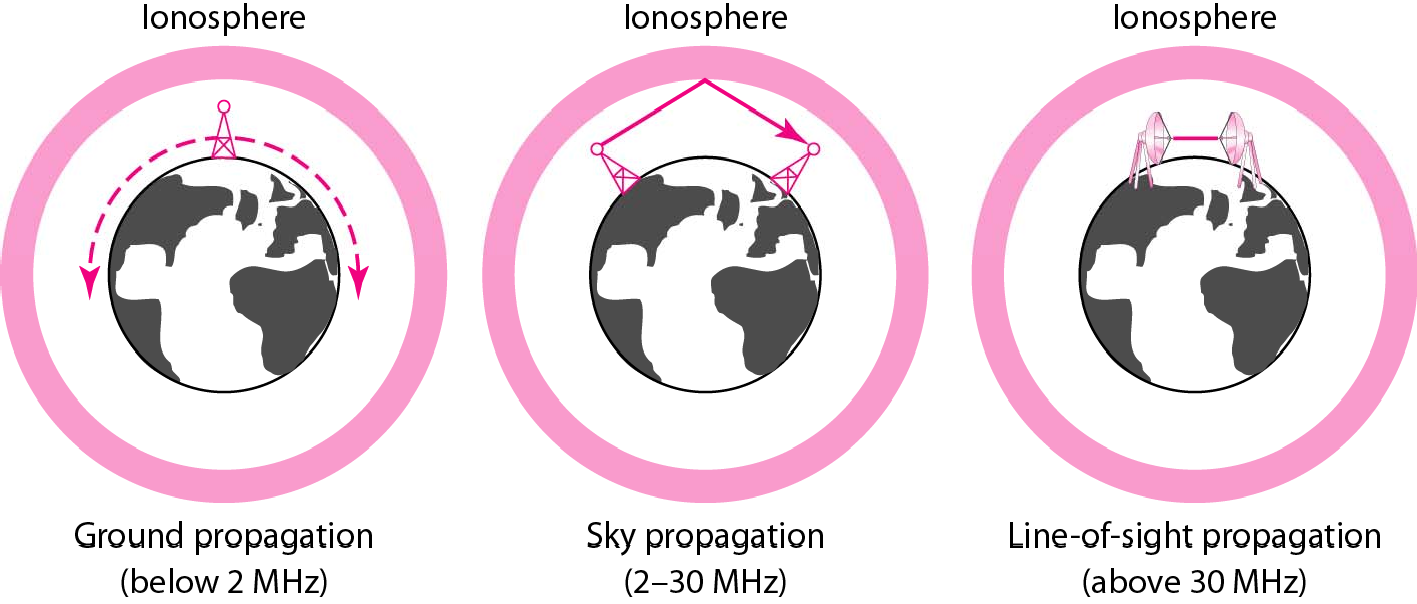 Ionosphere
Ionosphere
Ionosphere
Ground propagation
(below 2 MHz)
Sky propagation
(2–30 MHz)
Line-of-sight propagation
(above 30 MHz)